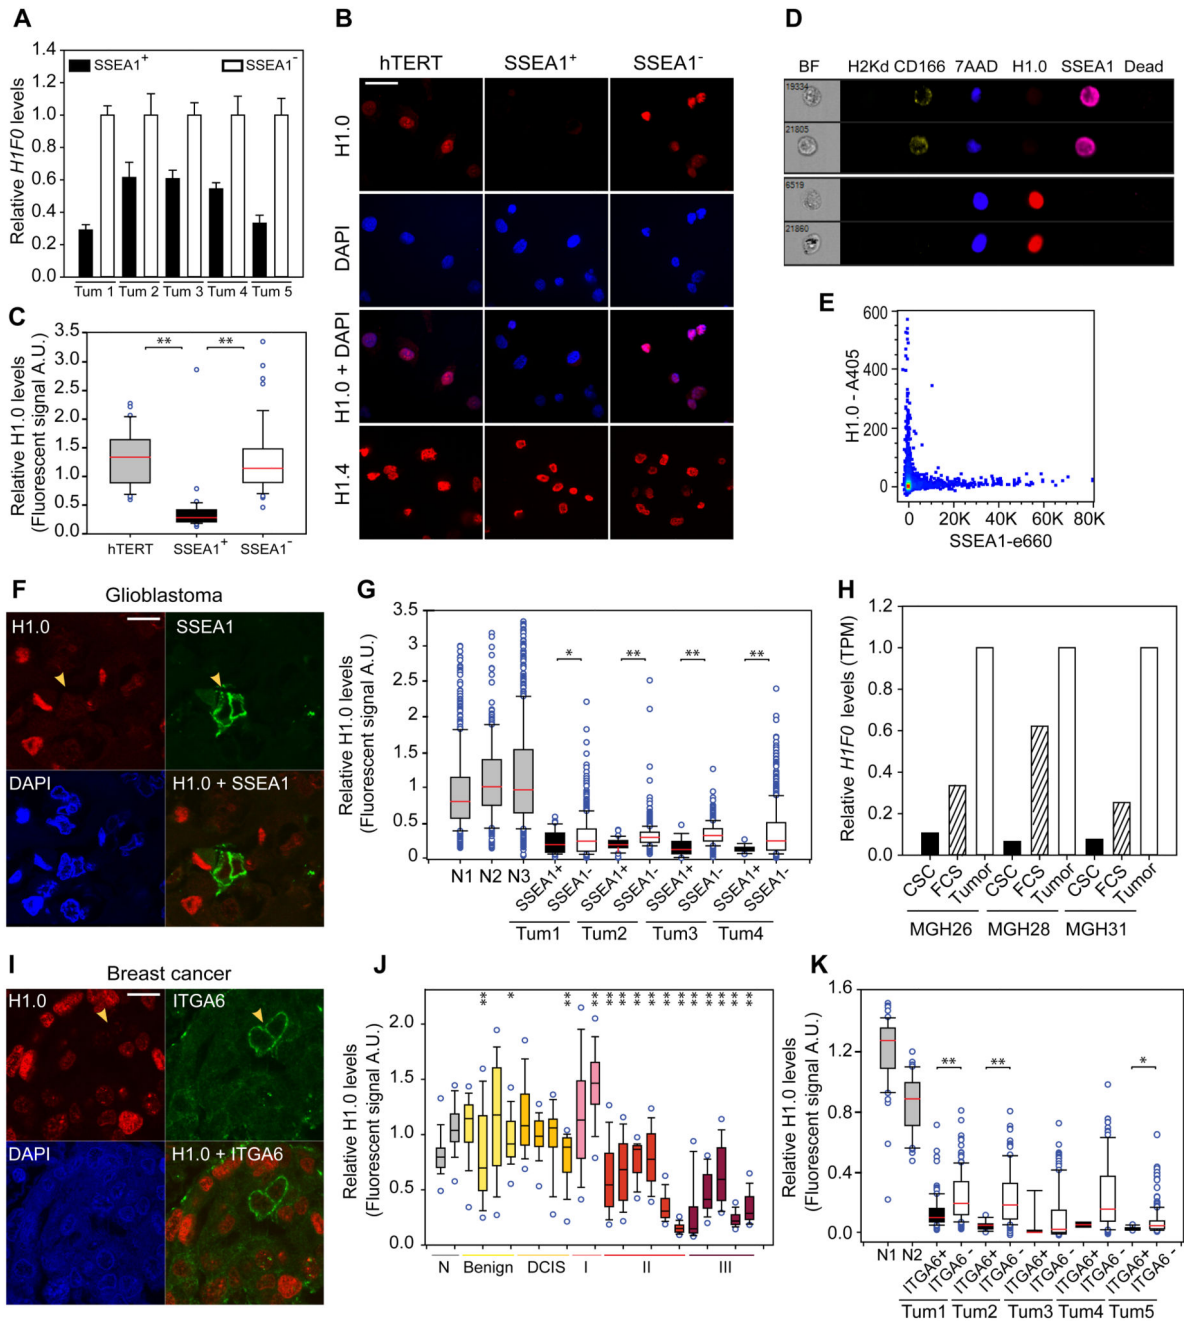 A
Relative H1F0 levels
1.4
1.2
1.0
0.8
0.6
0.4
0.2
0.0
SSEA1+
SSEA1-
Tum 1 Tum 2 Tum 3 Tum 4 Tum 5
B
hTERT SSEA1+ SSEA1-
H1.0
DAPI
H1.0 + DAPI
H1.4
C
Relative H1.0 levels
(Fluorescent signal A.U.)
3.5
3.0
2.5
2.0
1.5
1.0
0.5
0.0
**
**
hTERT SSEA1+ SSEA1-
D
BF H2Kd CD166 7AAD H1.0 SSEA1 Dead
19334
21805
6519
21860
E
H1.0 - A405
600
400
200
0
0 20K 40K 60K 80K
SSEA1-e660
F
Glioblastoma
H1.0
SSEA1
DAPI
H1.0 + SSEA1
G
Relative H1.0 levels
(Fluorescent signal A.U.)
3.5
3
2.5
2
1.5
1
0.5
0
*
**
**
**
N1 N2 N3
SSEA1+ SSEA1- SSEA1+ SSEA1- SSEA1+ SSEA1- SSEA1+ SSEA1-
Tum1 Tum2 Tum3 Tum4
H
Relative H1F0 levels (TPM)
1.2
1.0
0.8
0.4
0.2
0.0
CSC FCS Tumor CSC FCS Tumor CSC FCS Tumor
MGH26 MGH28 MGH31
I
Breast cancer
H1.0
ITGA6
DAPI
H1.0 + ITGA6
J
Relative H1.0 levels
(Fluorescent signal A.U.)
2.0
1.5
1.0
0.5
0.0
** * ** ** ** ** ** ** ** ** ** ** ** ** **
N Benign DCIS I II III
K
Relative H1.0 levels
(Fluorescent signal A.U.)
1.6
1.2
0.8
0.4
0.0
**
**
*
N1 N2
ITGA6+ ITGA6 - ITGA6+ ITGA6 - ITGA6+ ITGA6 - ITGA6+ ITGA6 - ITGA6+ ITGA6 -
Tum1 Tum2 Tum3 Tum4 Tum5